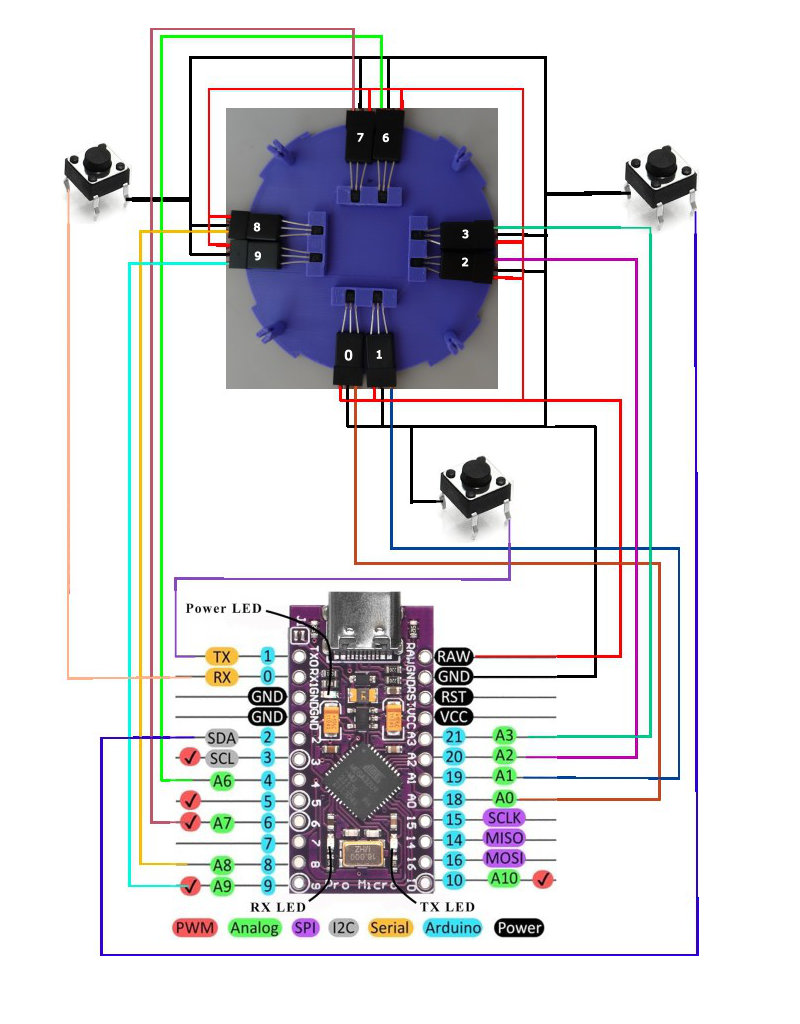 7 6
8
9
3
2
0 1
Power LED
J1
TX 1 TXO RAW RAW
RX 0 RX1 GND GND
GND GND RST RST
GND GND VCC VCC
SDA 2 2 A3 21 A3
SCL 3 3 A2 20 A2
A6 4 4 A1 19 A1
5 5 A0 18 A0
A7 6 6 15 15 SCLK
7 7 14 14 MISO
A8 8 8 16 16 MOSI
A9 9 9 Pro Micro 10 10 A10
16.000
RX LED TX LED
PWM Analog SPI I2C Serial Arduino Power